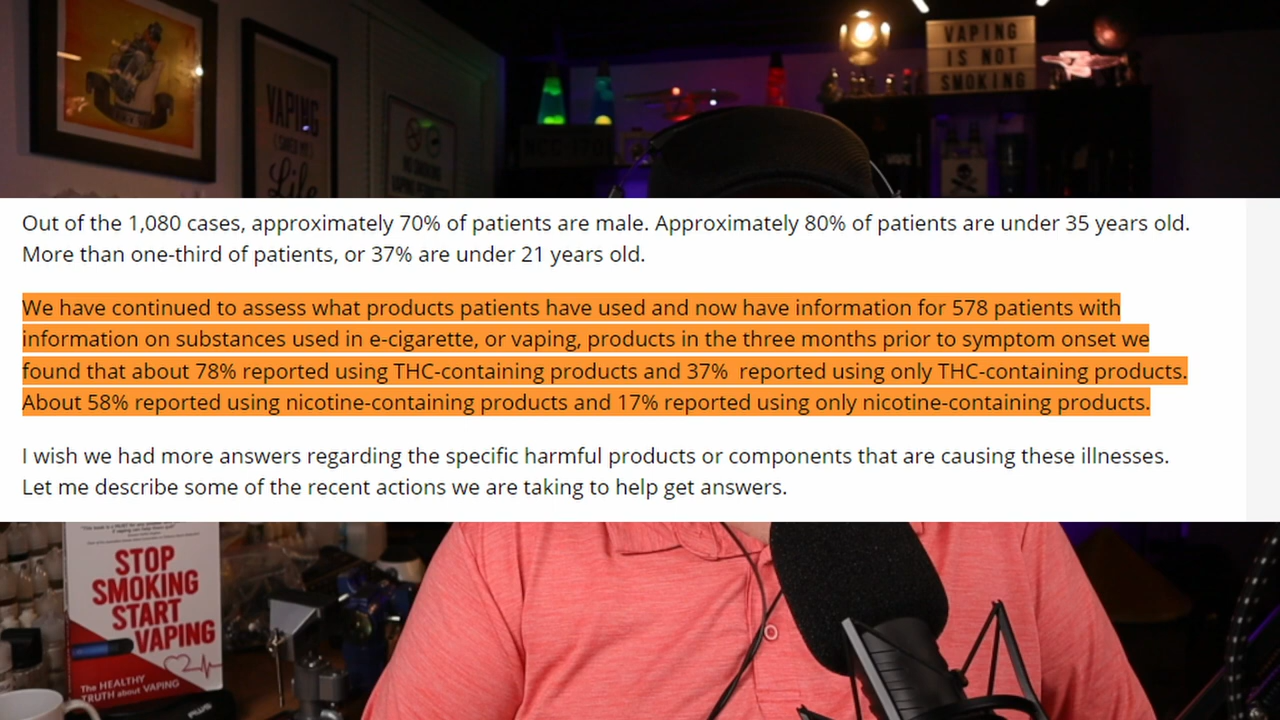 VAPING
IS NOT
SMOKING
VAPING
Life
Out of the 1,080 cases, approximately 70% of patients are male. Approximately 80% of patients are under 35 years old.
More than one-third of patients, or 37% are under 21 years old.
We have continued to assess what products patients have used and now have information for 578 patients with
information on substances used in e-cigarette, or vaping, products in the three months prior to symptom onset we
found that about 78% reported using THC-containing products and 37%  reported using only THC-containing products.
About 58% reported using nicotine-containing products and 17% reported using only nicotine-containing products.
I wish we had more answers regarding the specific harmful products or components that are causing these illnesses.
Let me describe some of the recent actions we are taking to help get answers.
STOP
SMOKING
START
VAPING
The HEALTHY
TRUTH about VAPING